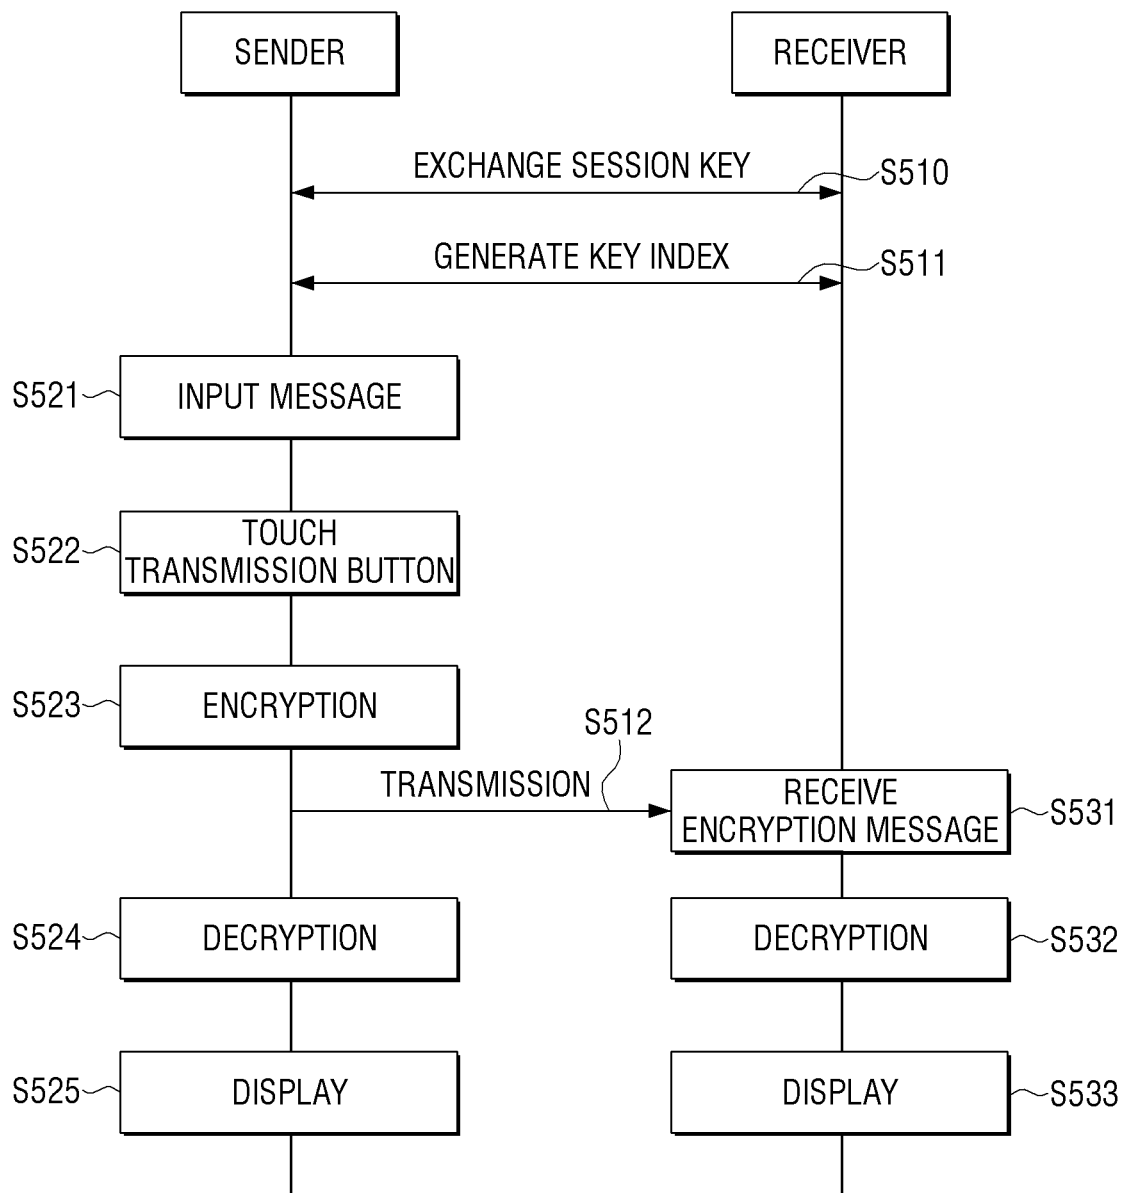 SENDER
RECEIVER
EXCHANGE SESSION KEY
S510
GENERATE KEY INDEX
S511
S521
INPUT MESSAGE
S522
TOUCH
TRANSMISSION BUTTON
S523
ENCRYPTION
S512
TRANSMISSION
RECEIVE
ENCRYPTION MESSAGE
S531
S524
DECRYPTION
DECRYPTION
S532
S525
DISPLAY
DISPLAY
S533